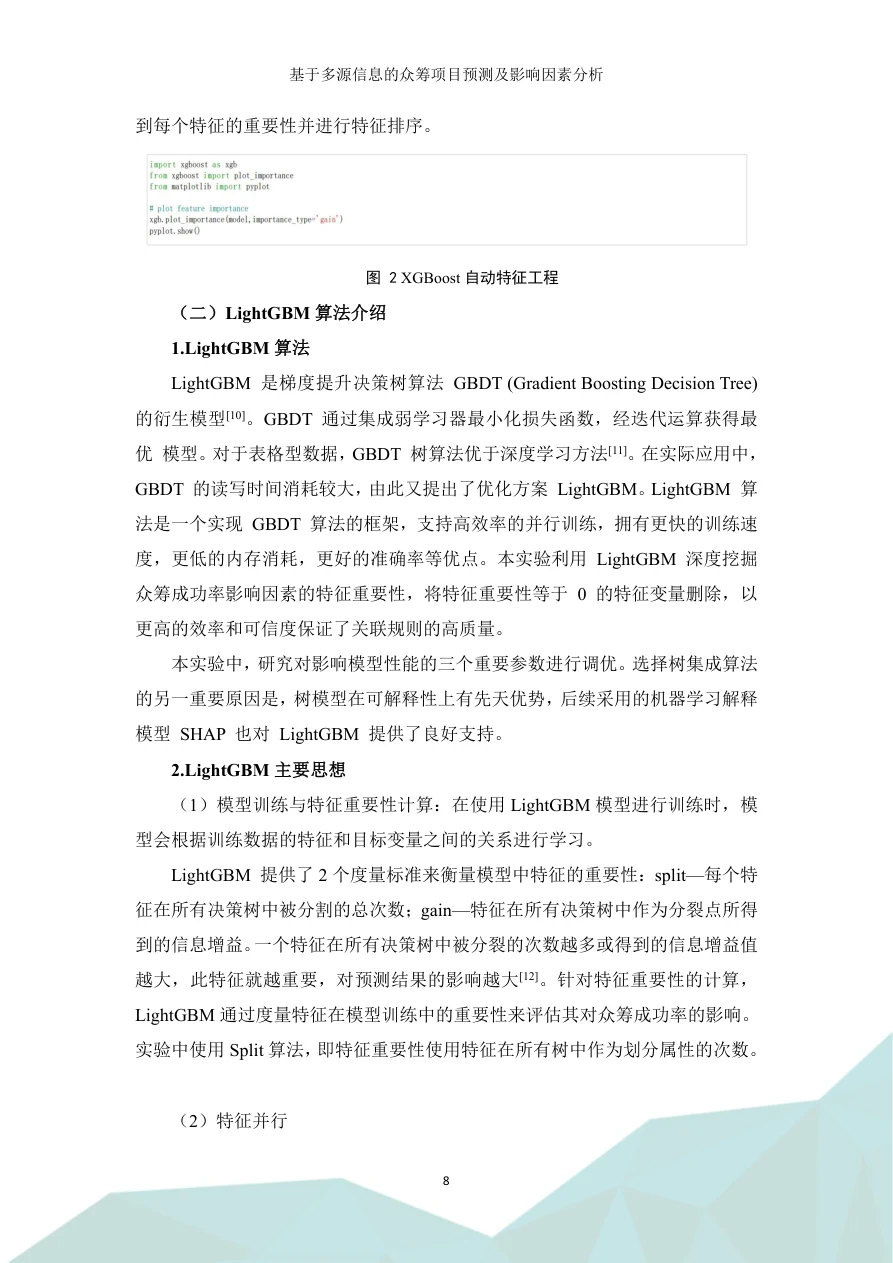 基于多源信息的众筹项目预测及影响因素分析
到每个特征的重要性并进行特征排序。
import xgboost as xgb
from xgboost import plot_importance
from matplotlib import pyplot
# plot feature importance
xgb.plot_importance(model,importance_type='gain')
pyplot.show()
图 2 XGBoost 自动特征工程
（二）LightGBM 算法介绍
1.LightGBM 算法
LightGBM 是梯度提升决策树算法 GBDT (Gradient Boosting Decision Tree)
的衍生模型[10]。GBDT 通过集成弱学习器最小化损失函数，经迭代运算获得最
优 模型。对于表格型数据，GBDT 树算法优于深度学习方法[11]。在实际应用中，
GBDT 的读写时间消耗较大，由此又提出了优化方案 LightGBM。LightGBM 算
法是一个实现 GBDT 算法的框架，支持高效率的并行训练，拥有更快的训练速
度，更低的内存消耗，更好的准确率等优点。本实验利用 LightGBM 深度挖掘
众筹成功率影响因素的特征重要性，将特征重要性等于 0 的特征变量删除，以
更高的效率和可信度保证了关联规则的高质量。
本实验中，研究对影响模型性能的三个重要参数进行调优。选择树集成算法
的另一重要原因是，树模型在可解释性上有先天优势，后续采用的机器学习解释
模型 SHAP 也对 LightGBM 提供了良好支持。
2.LightGBM 主要思想
（1）模型训练与特征重要性计算：在使用 LightGBM 模型进行训练时，模
型会根据训练数据的特征和目标变量之间的关系进行学习。
LightGBM 提供了 2 个度量标准来衡量模型中特征的重要性：split—每个特
征在所有决策树中被分割的总次数；gain—特征在所有决策树中作为分裂点所得
到的信息增益。一个特征在所有决策树中被分裂的次数越多或得到的信息增益值
越大，此特征就越重要，对预测结果的影响越大[12]。针对特征重要性的计算，
LightGBM 通过度量特征在模型训练中的重要性来评估其对众筹成功率的影响。
实验中使用 Split 算法，即特征重要性使用特征在所有树中作为划分属性的次数。
（2）特征并行
8